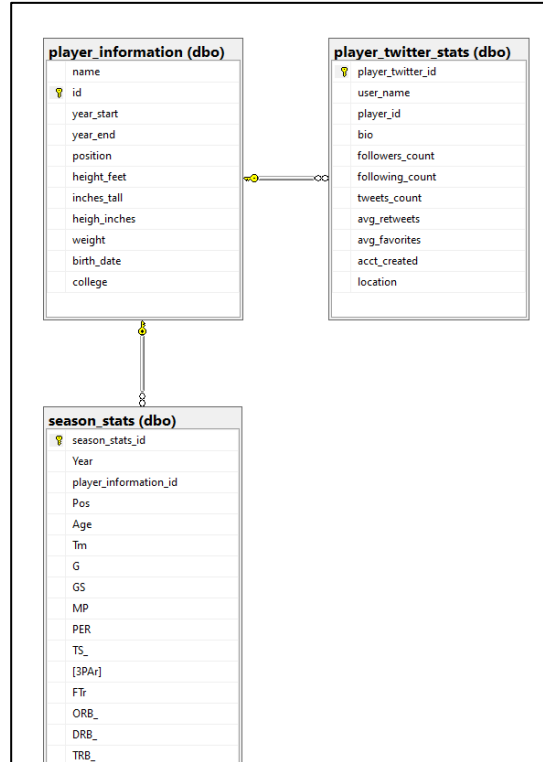 player_information (dbo)
name
id
year_start
year_end
position
height_feet
inches_tall
heigh_inches
weight
birth_date
college
player_twitter_stats (dbo)
player_twitter_id
user_name
player_id
bio
followers_count
following_count
tweets_count
avg_retweets
avg_favorites
acct_created
location
season_stats (dbo)
season_stats_id
Year
player_information_id
Pos
Age
Tm
G
GS
MP
PER
TS_
[3PAr]
FTr
ORB_
DRB_
TRB_